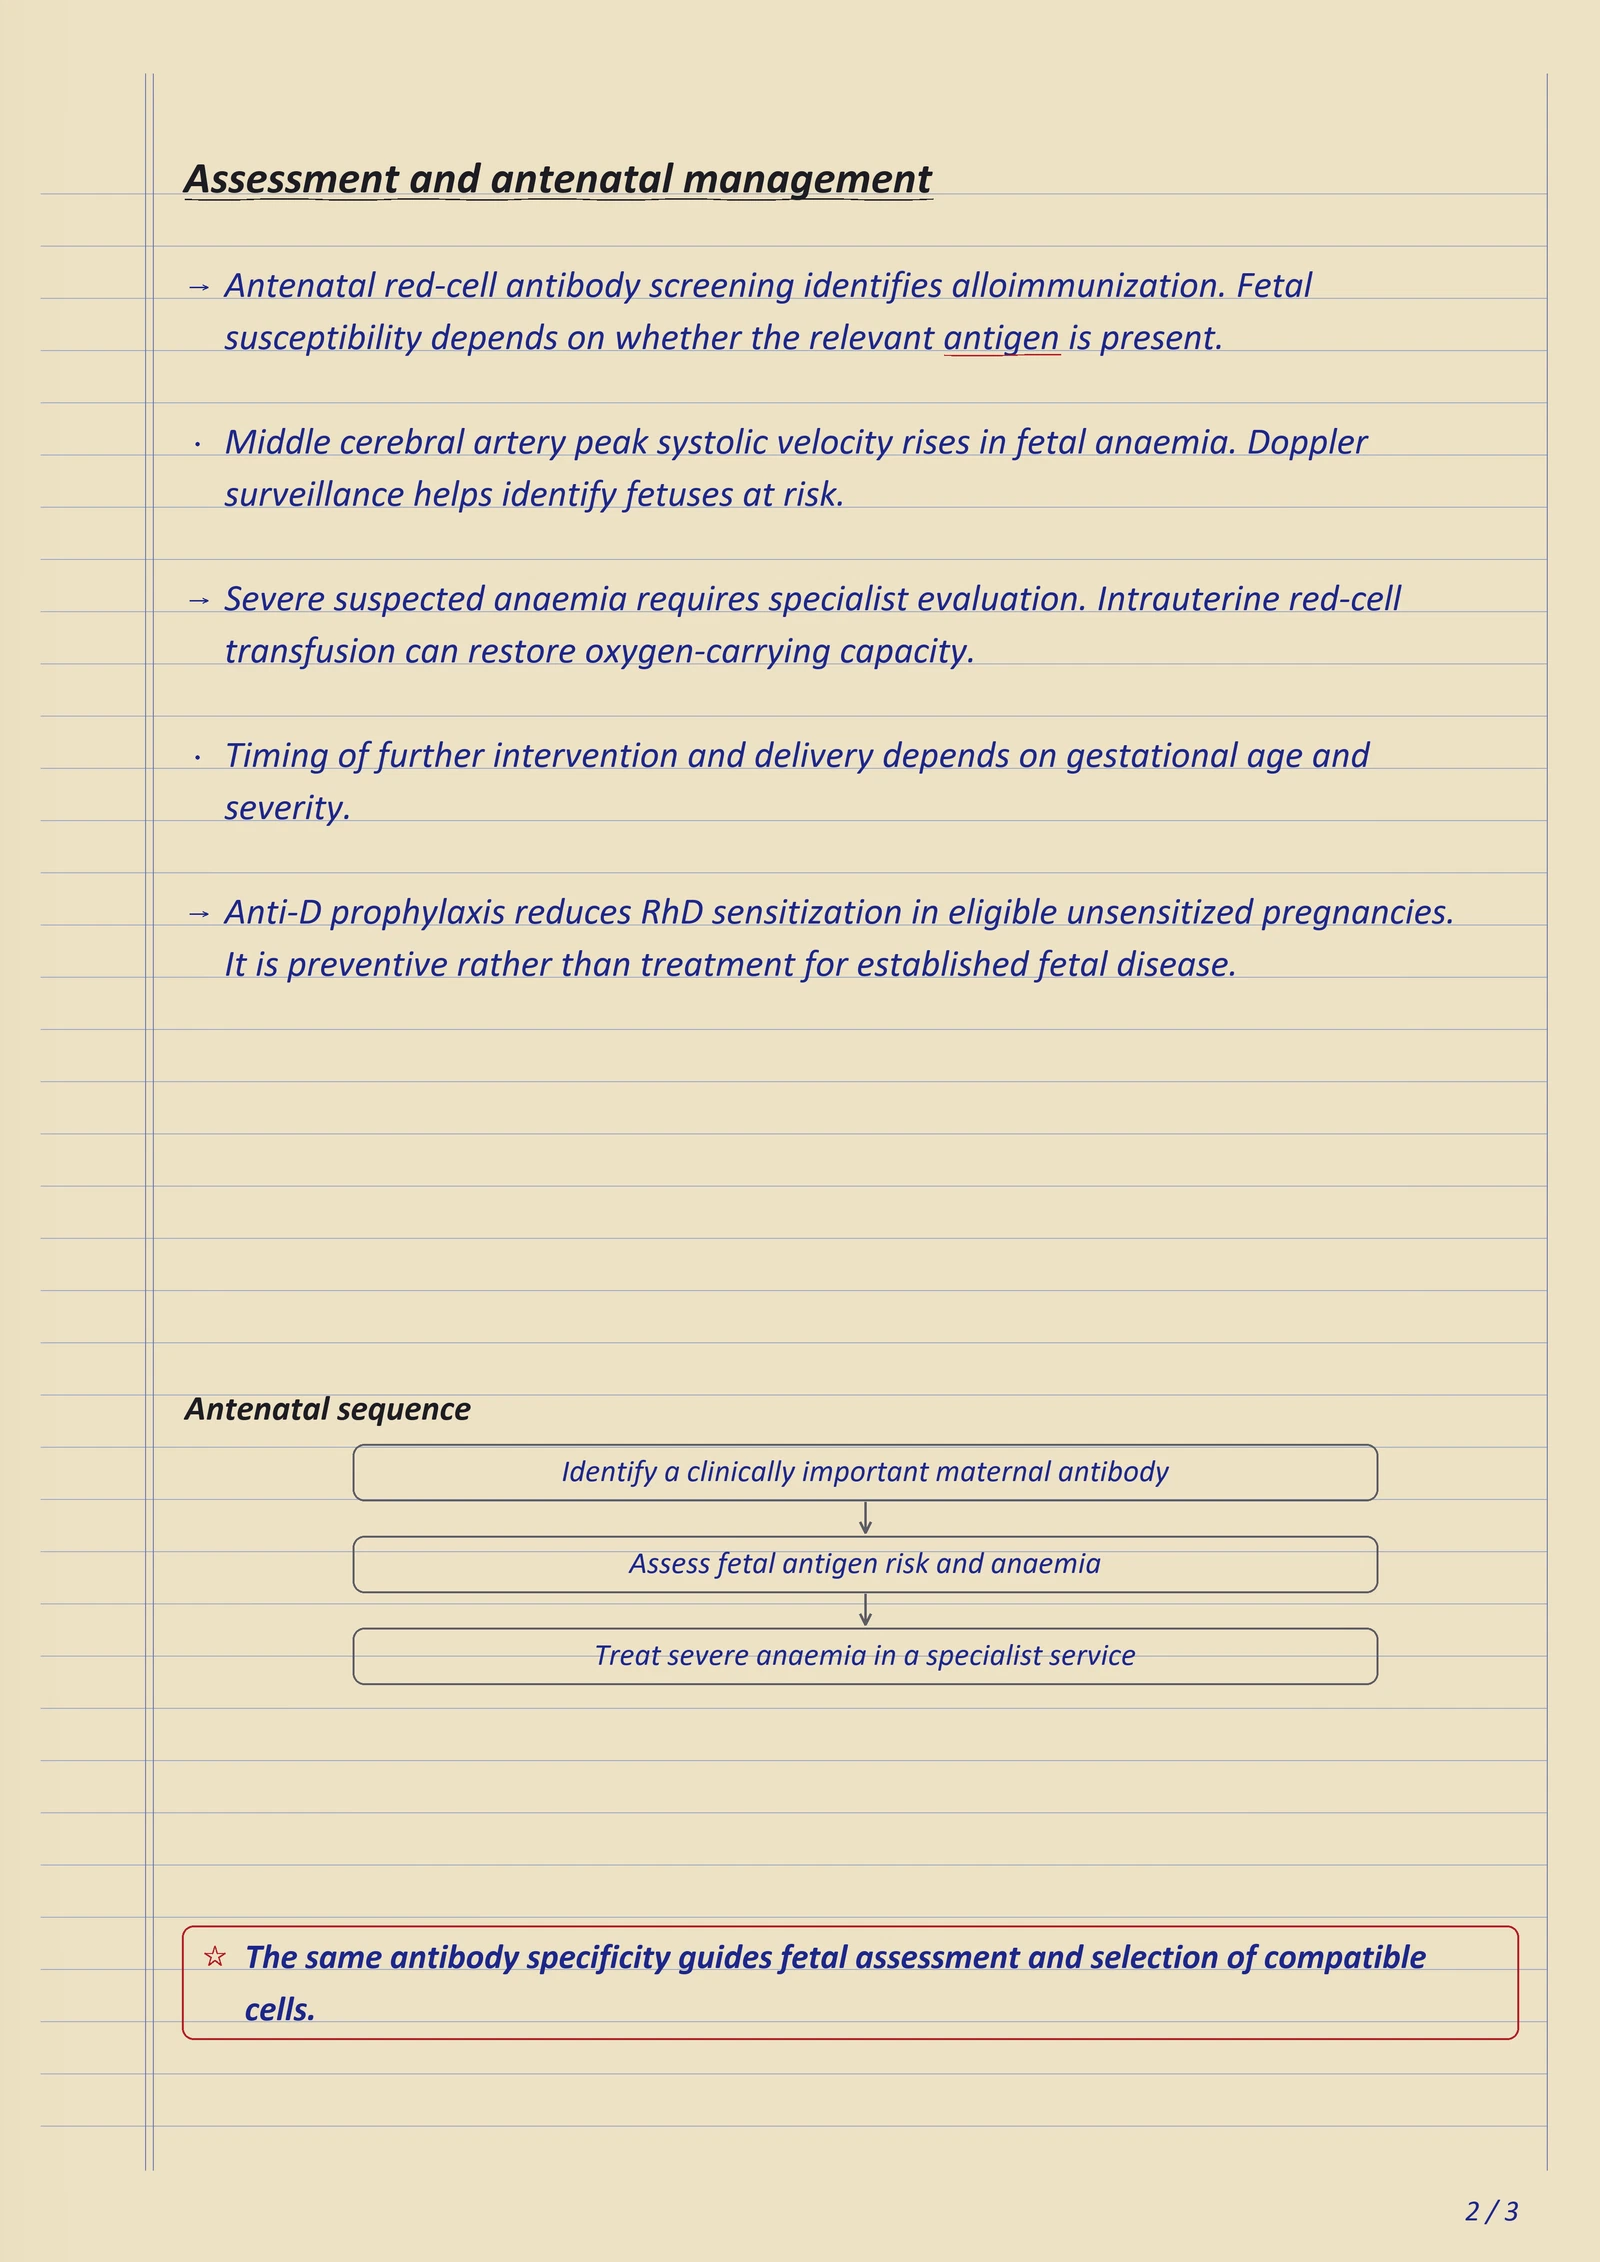 Assessment and antenatal management
→ Antenatal red-cell antibody screening identifies alloimmunization. Fetal
susceptibility depends on whether the relevant antigen is present.
· Middle cerebral artery peak systolic velocity rises in fetal anaemia. Doppler
surveillance helps identify fetuses at risk.
→ Severe suspected anaemia requires specialist evaluation. Intrauterine red-cell
transfusion can restore oxygen-carrying capacity.
· Timing of further intervention and delivery depends on gestational age and
severity.
→ Anti-D prophylaxis reduces RhD sensitization in eligible unsensitized pregnancies.
It is preventive rather than treatment for established fetal disease.
Antenatal sequence
Identify a clinically important maternal antibody
Assess fetal antigen risk and anaemia
Treat severe anaemia in a specialist service
☆ The same antibody specificity guides fetal assessment and selection of compatible
cells.
2 / 3